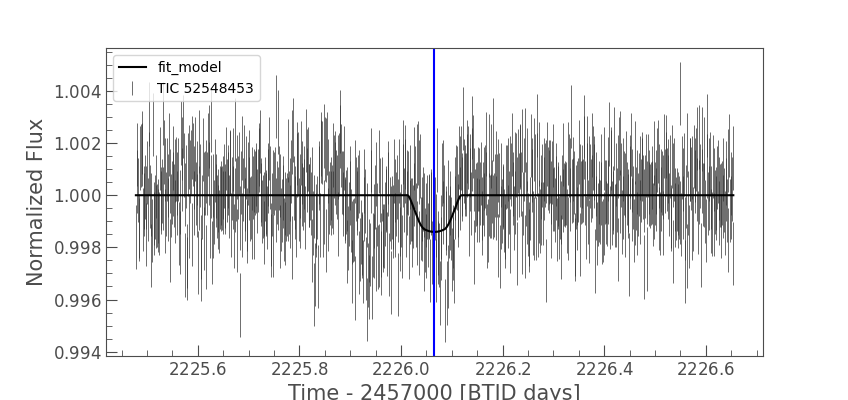 fit_model
TIC 52548453
1.004
1.002
1.000
0.998
0.996
0.994
Normalized Flux
2225.6 2225.8 2226.0 2226.2 2226.4 2226.6
Time - 2457000 [BTJD days]